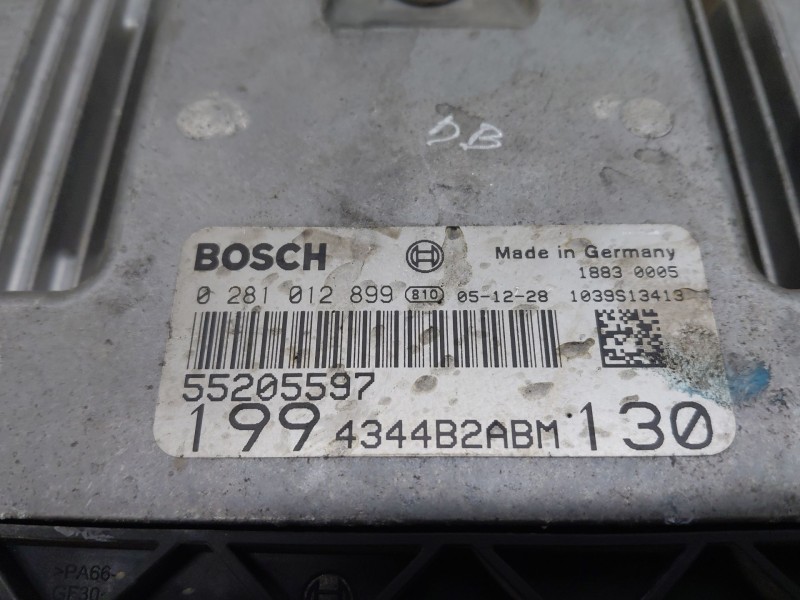 DB
BOSCH Made in Germany
1883 0005
0 281 012 899 810 05-12-28 1039S13413
55205597
199 4344B2ABM 130
>PA66-
GF30